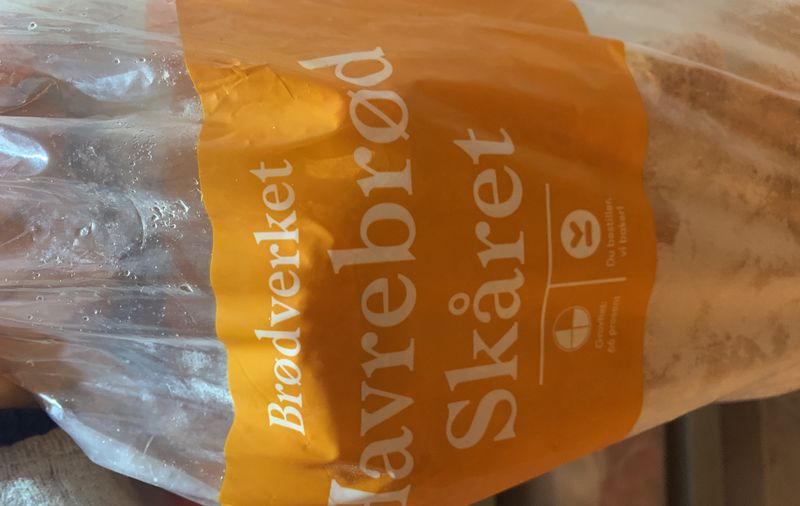 Brødverket
Havrebrød
Skåret
Grovhet:
66 prosent
Du bestiller,
vi baker!